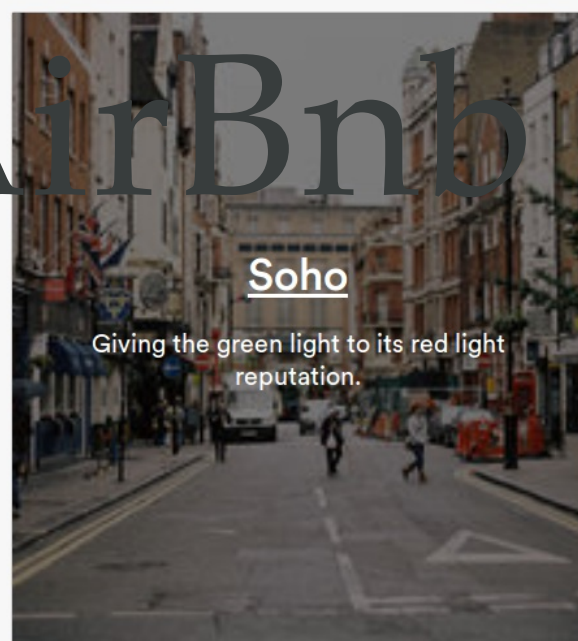 AirBnb
Soho
Giving the green light to its red light
reputation.